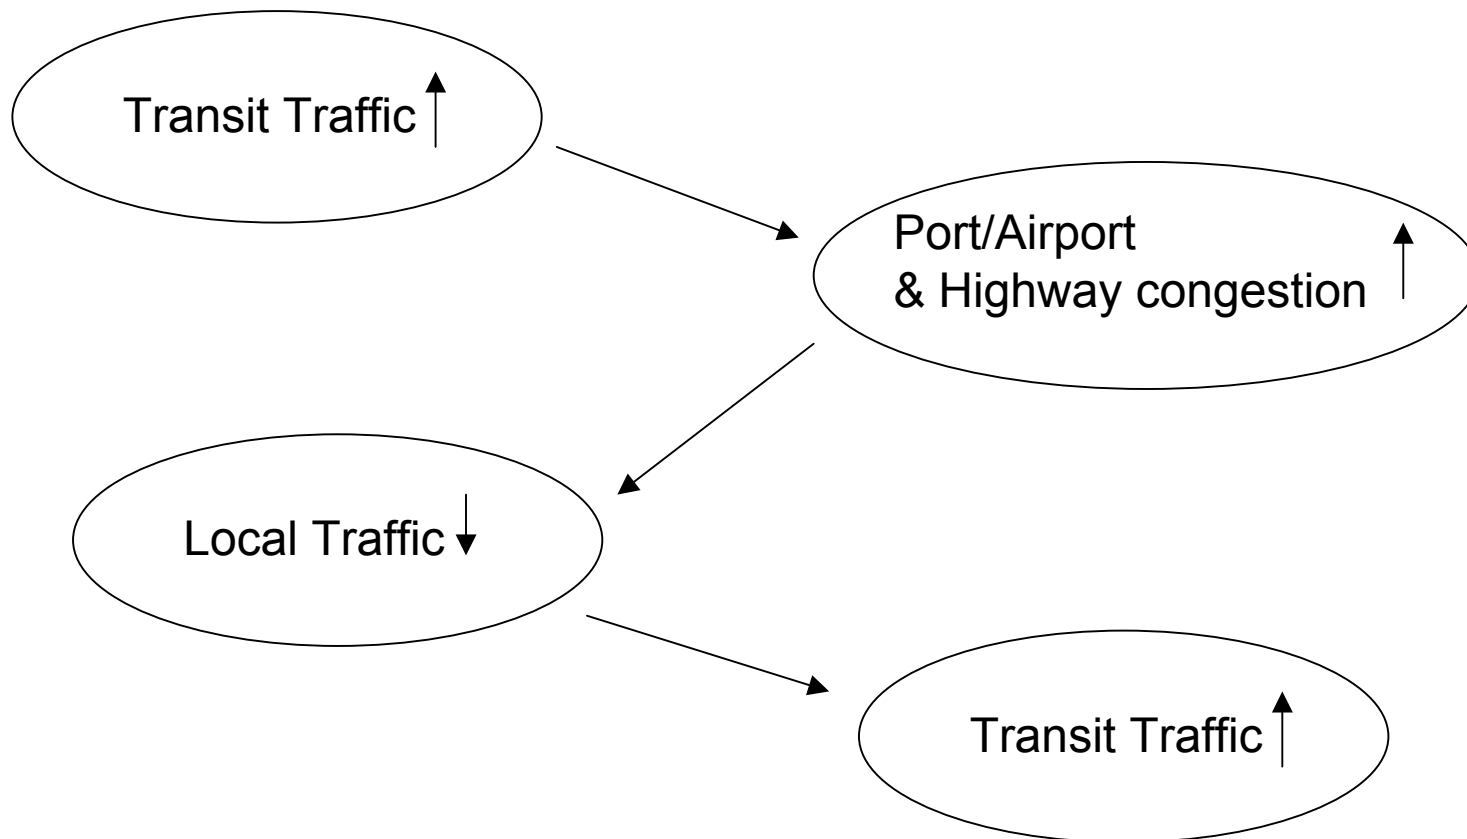 Transit Traffic
Port/Airport
& Highway congestion
Local Traffic
Transit Traffic